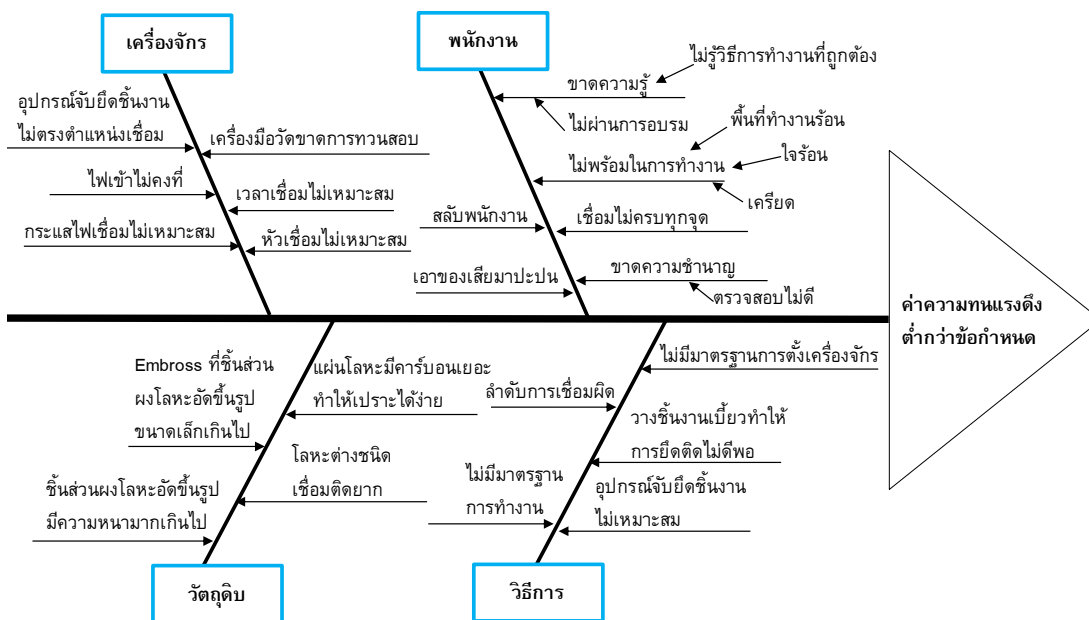 เครื่องจักร
พนักงาน
อุปกรณ์จับยึดชิ้นงาน
ไม่ตรงตำแหน่งเชื่อม
เครื่องมือวัดขาดการทวนสอบ
ไฟเข้าไม่คงที่
เวลาเชื่อมไม่เหมาะสม
กระแสไฟเชื่อมไม่เหมาะสม
หัวเชื่อมไม่เหมาะสม
ไม่รู้วิธีการทำงานที่ถูกต้อง
ขาดความรู้
ไม่ผ่านการอบรม
พื้นที่ทำงานร้อน
ไม่พร้อมในการทำงาน
ใจร้อน
เครียด
สลับพนักงาน
เชื่อมไม่ครบทุกจุด
เอาของเสียมาปะปน
ขาดความชำนาญ
ตรวจสอบไม่ดี
ค่าความทนแรงดึง
ต่ำกว่าข้อกำหนด
Embross ที่ชิ้นส่วน
ผงโลหะอัดขึ้นรูป
ขนาดเล็กเกินไป
แผ่นโลหะมีคาร์บอนเยอะ
ทำให้เปราะได้ง่าย
โลหะต่างชนิด
เชื่อมติดยาก
ชิ้นส่วนผงโลหะอัดขึ้นรูป
มีความหนามากเกินไป
ไม่มีมาตรฐานการตั้งเครื่องจักร
ลำดับการเชื่อมผิด
วางชิ้นงานเบี้ยวทำให้
การยึดติดไม่ดีพอ
ไม่มีมาตรฐาน
การทำงาน
อุปกรณ์จับยึดชิ้นงาน
ไม่เหมาะสม
วัตถุดิบ
วิธีการ